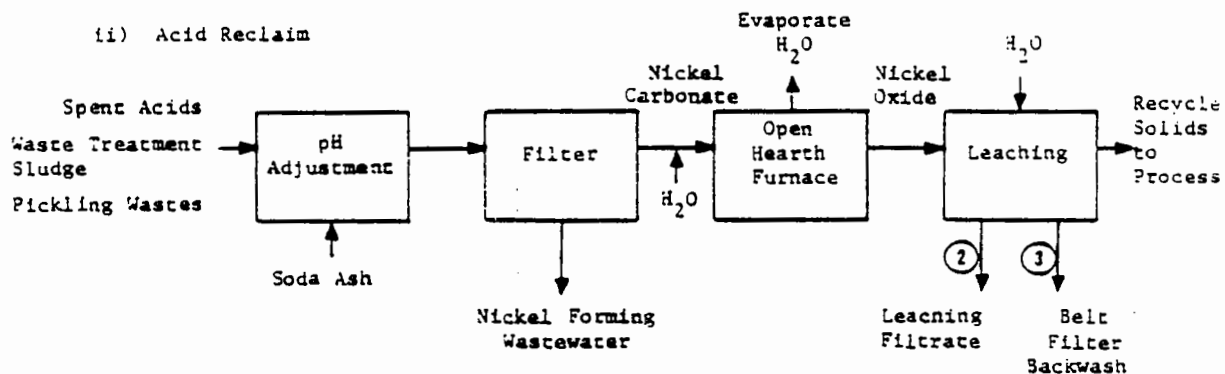 ii) Acid Reclaim
Evaporate
H2O
H2O
Nickel
Carbonate
Nickel
Oxide
Spent Acids
Waste Treatment
Sludge
Pickling Wastes
pH
Adjustment
Filter
H2O
Open
Hearth
Furnace
Leaching
Recycle
Solids
to
Process
Soda Ash
2
3
Nickel Forming
Wastewater
Leaching
Filtrate
Belt
Filter
Backwash